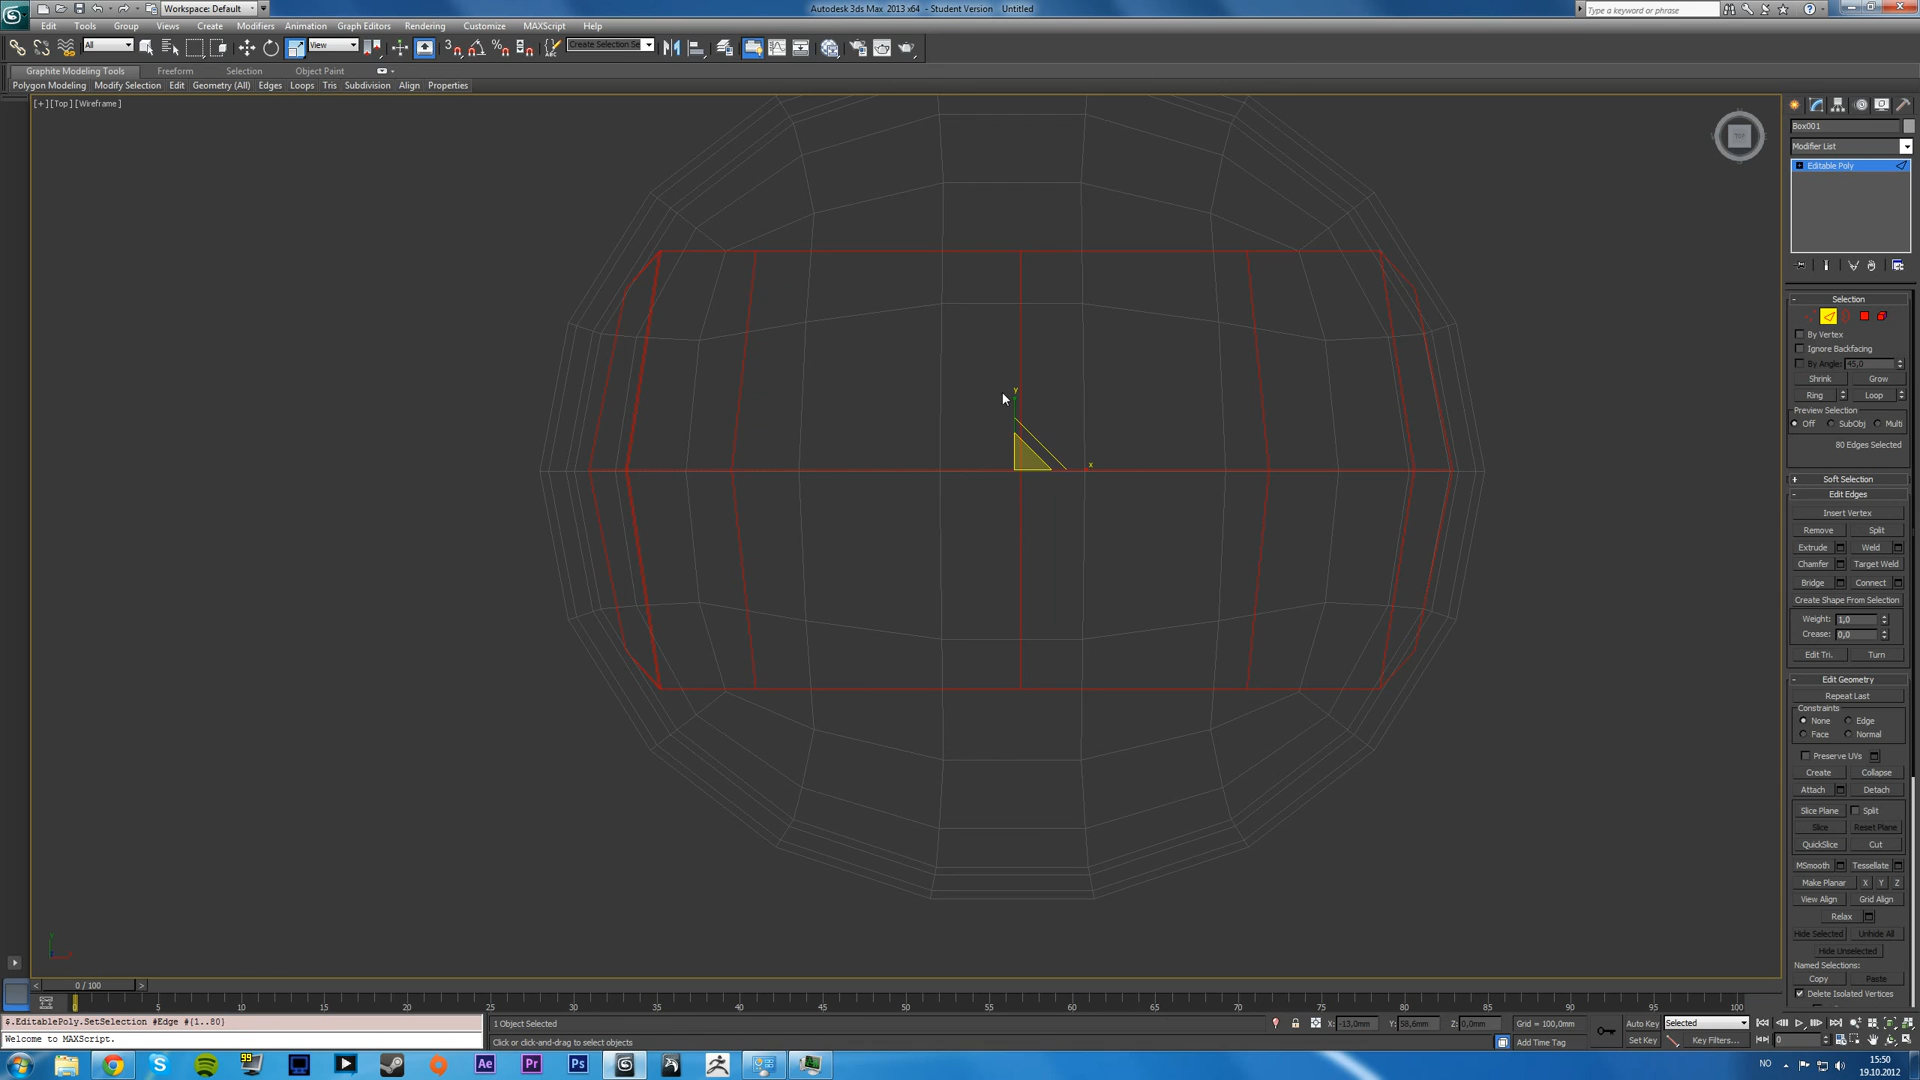 Workspace: Default
Autodesk 3ds Max 2013 x64 - Student Version Untitled
Type a keyword or phrase
Edit Tools Group Views Create Modifiers Animation Graph Editors Rendering Customize MAXScript Help
All
View
Create Selection Se
Graphite Modeling Tools Freeform Selection Object Paint
Polygon Modeling Modify Selection Edit Geometry (All) Edges Loops Tris Subdivision Align Properties
[+][Top][Wireframe]
TOP
y
x
Box001
Modifier List
Editable Poly
Selection
By Vertex
Ignore Backfacing
By Angle: 45,0
Shrink Grow
Ring Loop
Preview Selection
Off SubObj Multi
80 Edges Selected
Soft Selection
Edit Edges
Insert Vertex
Remove Split
Extrude Weld
Chamfer Target Weld
Bridge Connect
Create Shape From Selection
Weight: 1,0
Crease: 0,0
Edit Tri. Turn
Edit Geometry
Repeat Last
Constraints
None Edge
Face Normal
Preserve UVs
Create Collapse
Attach Detach
Slice Plane Split
Slice Reset Plane
QuickSlice Cut
MSmooth Tessellate
Make Planar X Y Z
View Align Grid Align
Relax
Hide Selected Unhide All
Hide Unselected
Named Selections:
Copy Paste
Delete Isolated Vertices
< 0 / 100 >
0 5 10 15 20 25 30 35 40 45 50 55 60 65 70 75 80 85 90 95 100
$.EditablePoly.SetSelection #Edge #{1..80}
Welcome to MAXScript.
1 Object Selected
Click or click-and-drag to select objects
X: -13,0mm Y: 58,6mm Z: 0,0mm Grid = 100,0mm
Add Time Tag
Auto Key Selected
Set Key Key Filters...
0
99
Ae Pr Ps
NO
15:50
19.10.2012